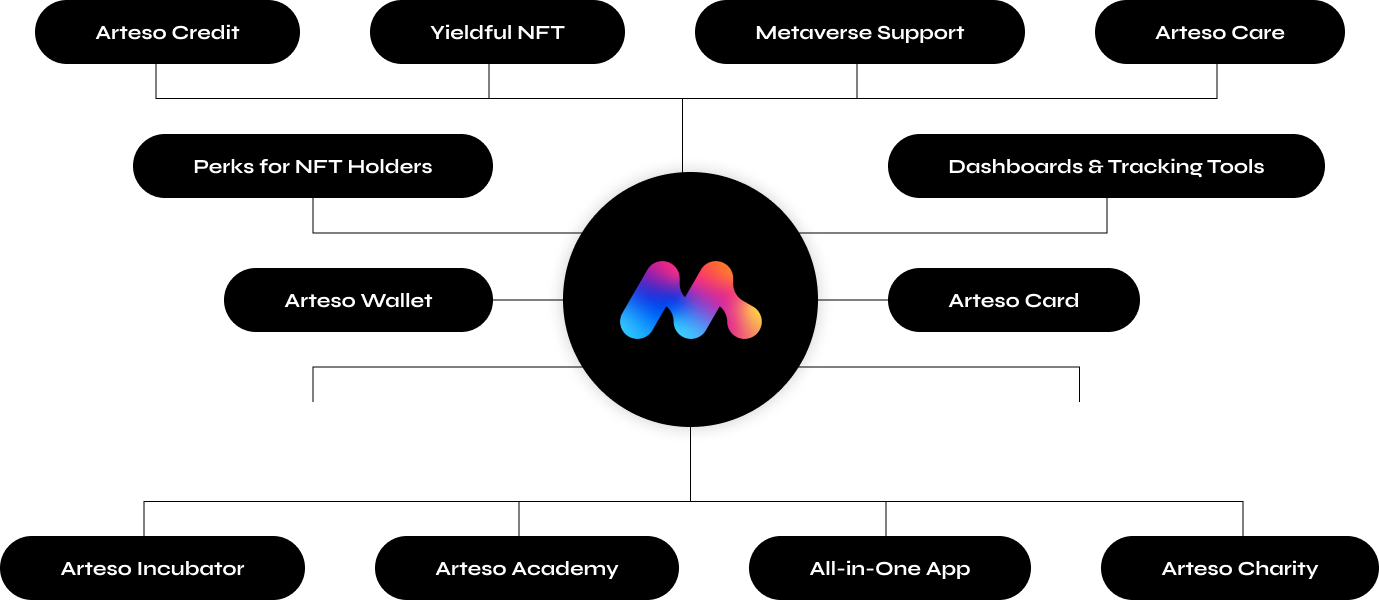 Arteso Credit
Yieldful NFT
Metaverse Support
Arteso Care
Perks for NFT Holders
Dashboards & Tracking Tools
Arteso Wallet
Arteso Card
Arteso Incubator
Arteso Academy
All-in-One App
Arteso Charity